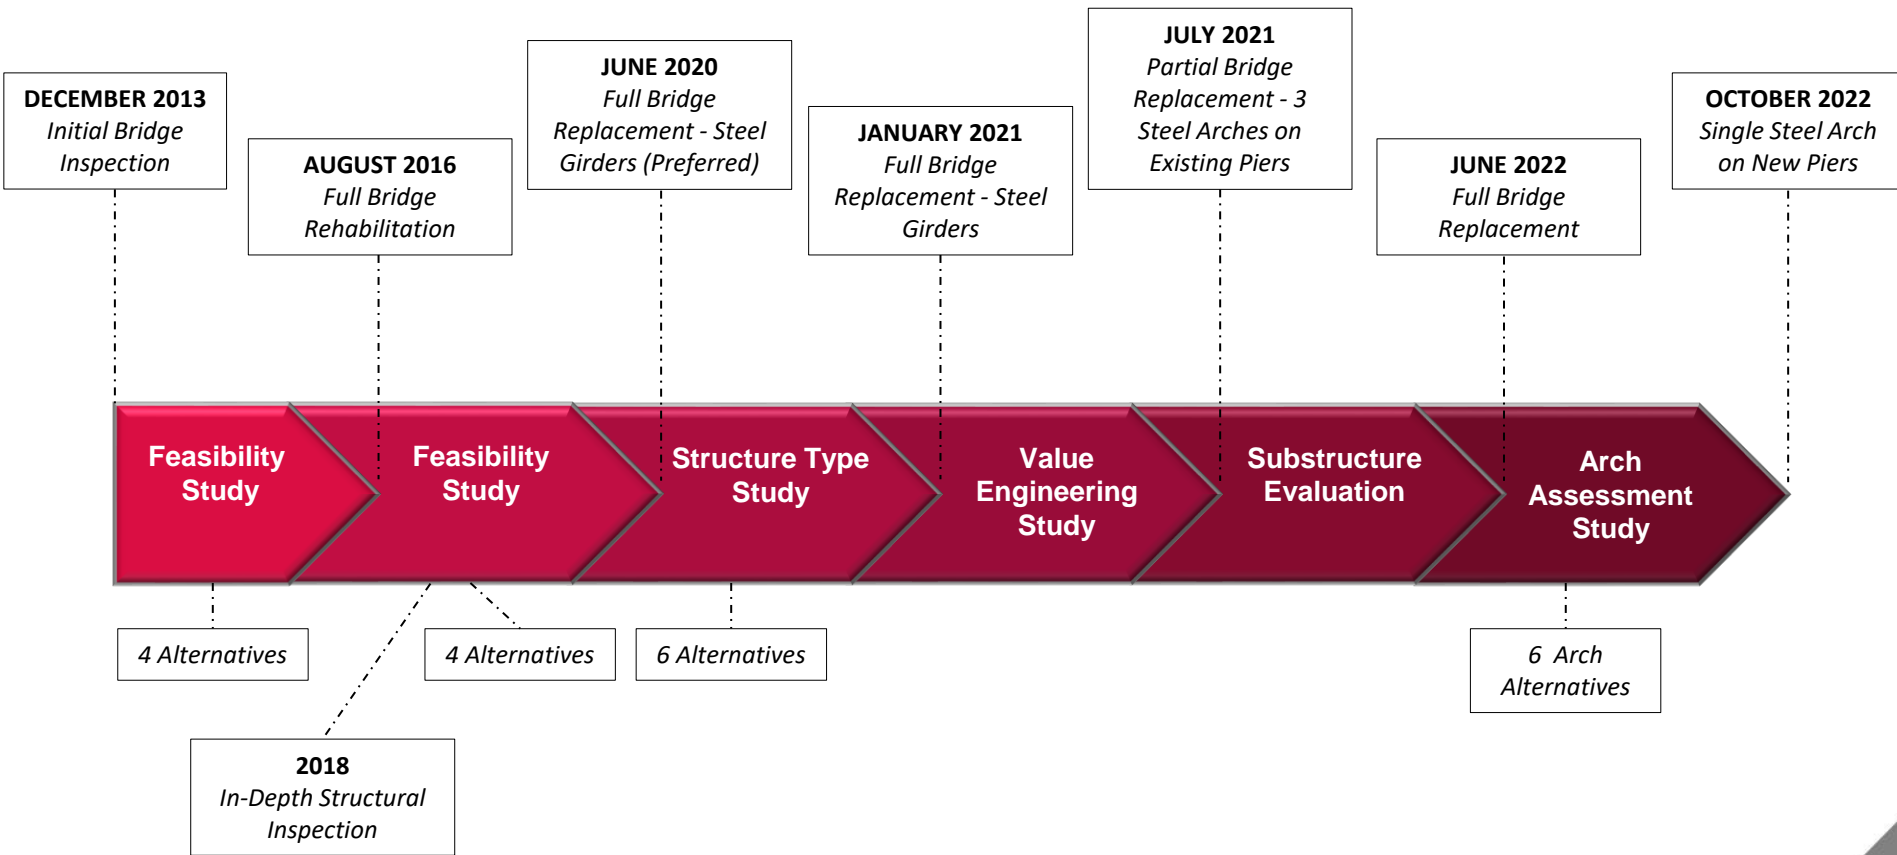 DECEMBER 2013
Initial Bridge
Inspection
AUGUST 2016
Full Bridge
Rehabilitation
JUNE 2020
Full Bridge
Replacement - Steel
Girders (Preferred)
JANUARY 2021
Full Bridge
Replacement - Steel
Girders
JULY 2021
Partial Bridge
Replacement - 3
Steel Arches on
Existing Piers
JUNE 2022
Full Bridge
Replacement
OCTOBER 2022
Single Steel Arch
on New Piers
Feasibility
Study
Feasibility
Study
Structure Type
Study
Value
Engineering
Study
Substructure
Evaluation
Arch
Assessment
Study
4 Alternatives
4 Alternatives
6 Alternatives
6 Arch
Alternatives
2018
In-Depth Structural
Inspection